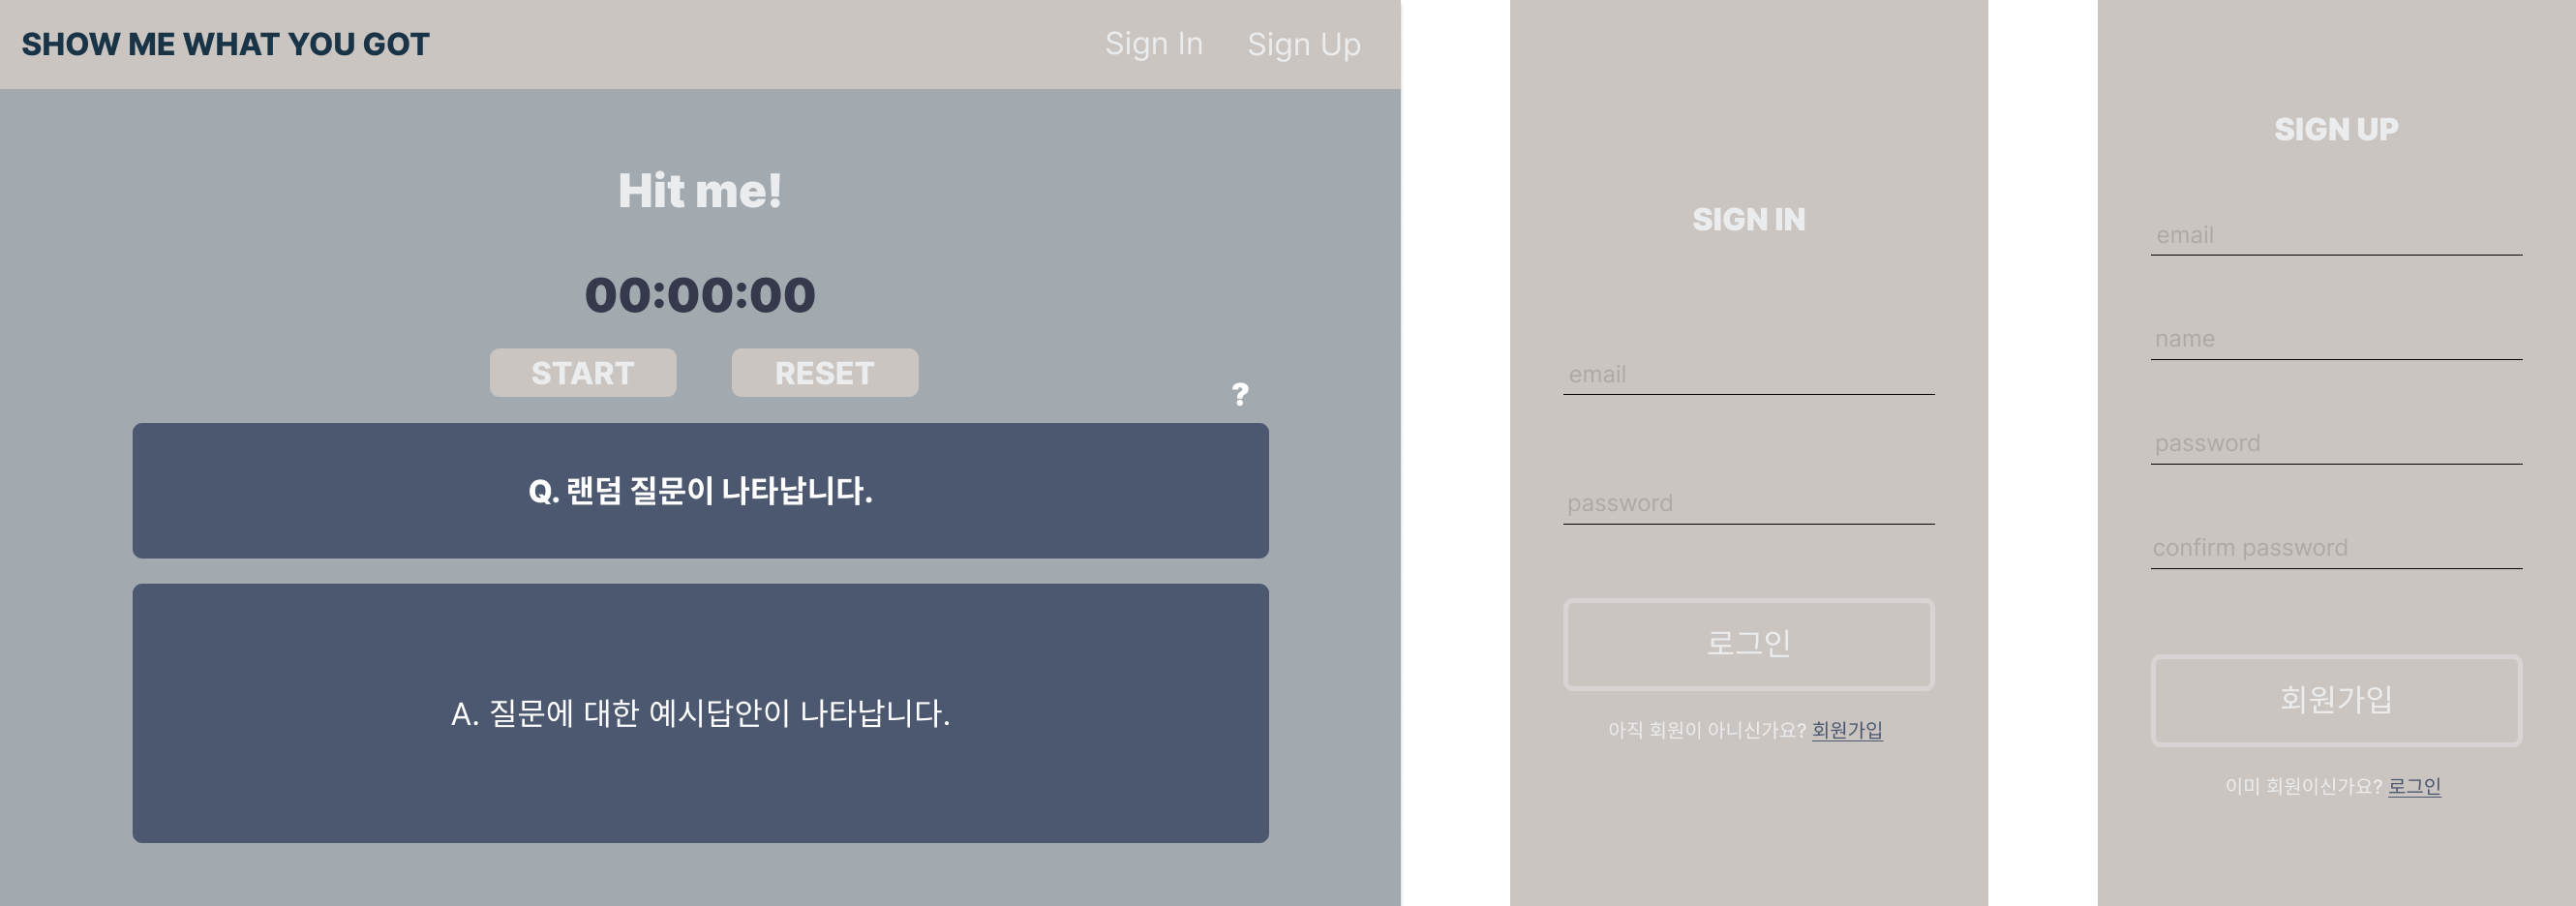 SHOW ME WHAT YOU GOT
Sign In
Sign Up
Hit me!
00:00:00
START
RESET
?
Q. 랜덤 질문이 나타납니다.
A. 질문에 대한 예시답안이 나타납니다.
SIGN IN
email
password
로그인
아직 회원이 아니신가요? 회원가입
SIGN UP
email
name
password
confirm password
회원가입
이미 회원이신가요? 로그인